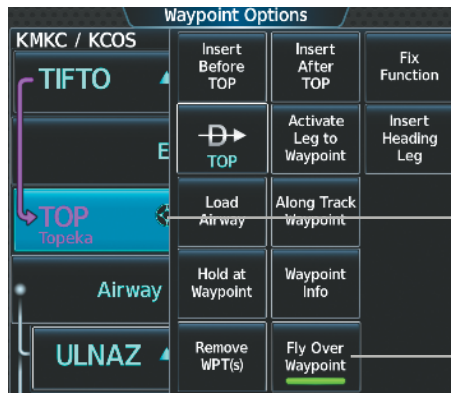 Waypoint Options
KMKC / KCOS
TIFTO
E
TOP
Topeka
Airway
ULNAZ
Insert
Before
TOP
Insert
After
TOP
Fix
Function
D
TOP
Activate
Leg to
Waypoint
Insert
Heading
Leg
Load
Airway
Along Track
Waypoint
Hold at
Waypoint
Waypoint
Info
Remove
WPT(s)
Fly Over
Waypoint